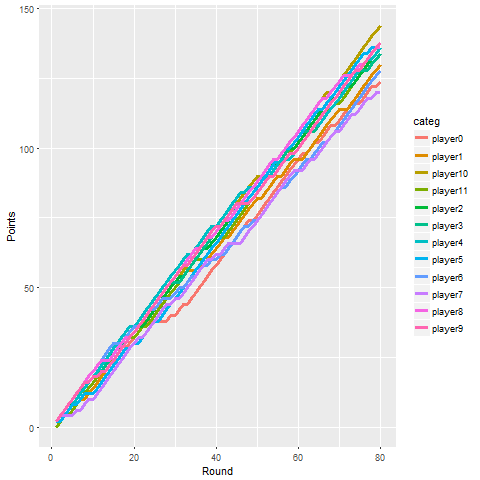 150
100
50
0
Points
0
20
40
60
80
Round
categ
player0
player1
player10
player11
player2
player3
player4
player5
player6
player7
player8
player9